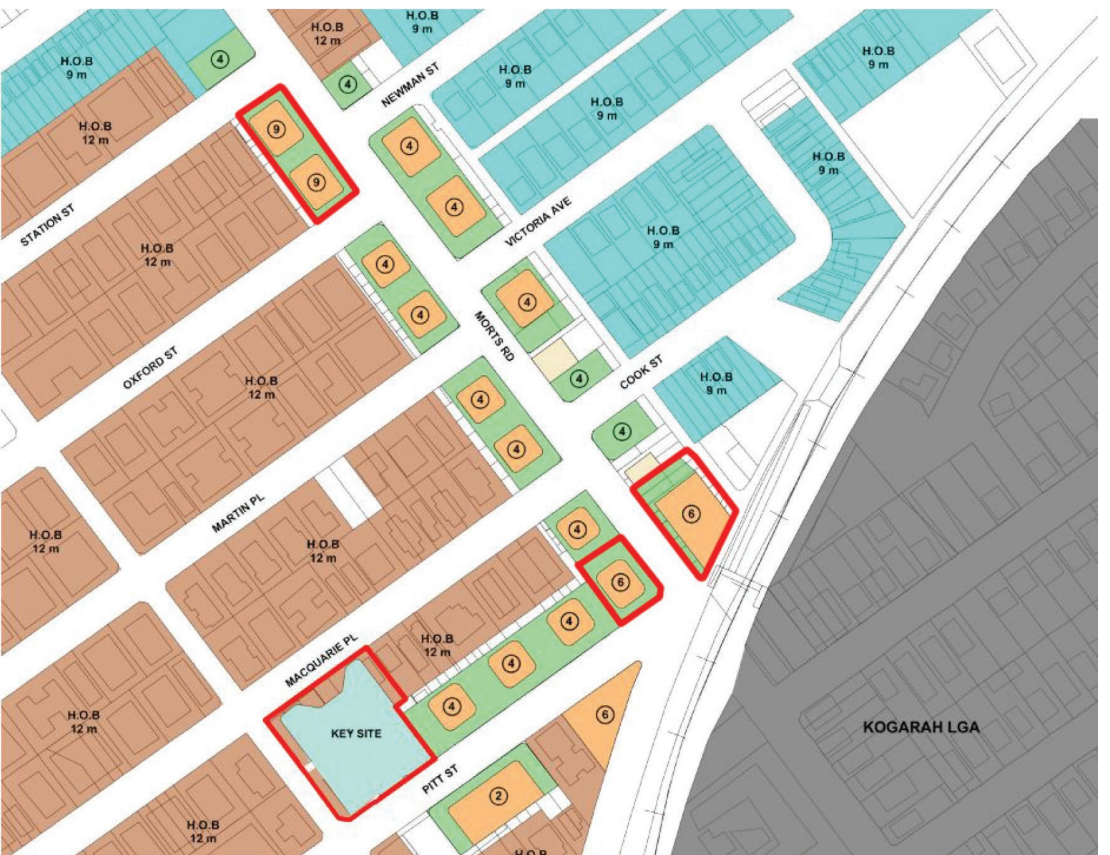 H.O.B
12 m
H.O.B
9 m
H.O.B
9 m
4
H.O.B
9 m
4
NEWMAN ST
H.O.B
9 m
H.O.B
9 m
H.O.B
12 m
9
4
H.O.B
9 m
9
4
STATION ST
VICTORIA AVE
H.O.B
9 m
H.O.B
12 m
4
4
4
MORTS RD
OXFORD ST
H.O.B
12 m
4
COOK ST
H.O.B
9 m
4
4
4
MARTIN PL
6
H.O.B
12 m
H.O.B
12 m
4
6
4
H.O.B
12 m
MACQUARIE PL
4
4
6
H.O.B
12 m
KEY SITE
KOGARAH LGA
PITT ST
2
H.O.B
12 m
H.O.B